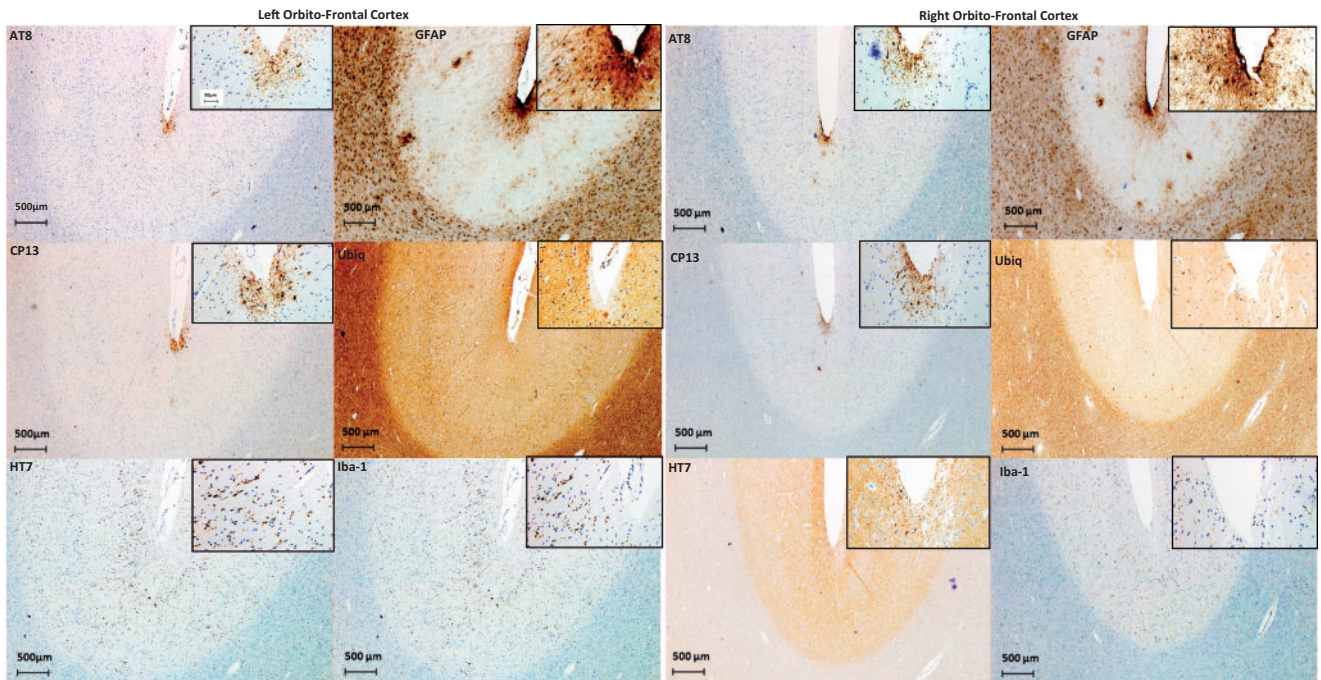 Left Orbito-Frontal Cortex
Right Orbito-Frontal Cortex
AT8
GFAP
AT8
GFAP
50µm
500µm
500 µm
500 µm
500 µm
CP13
Ubiq
CP13
Ubiq
500µm
500 µm
500 µm
500 µm
HT7
Iba-1
HT7
Iba-1
500µm
500µm
500 µm
500 µm